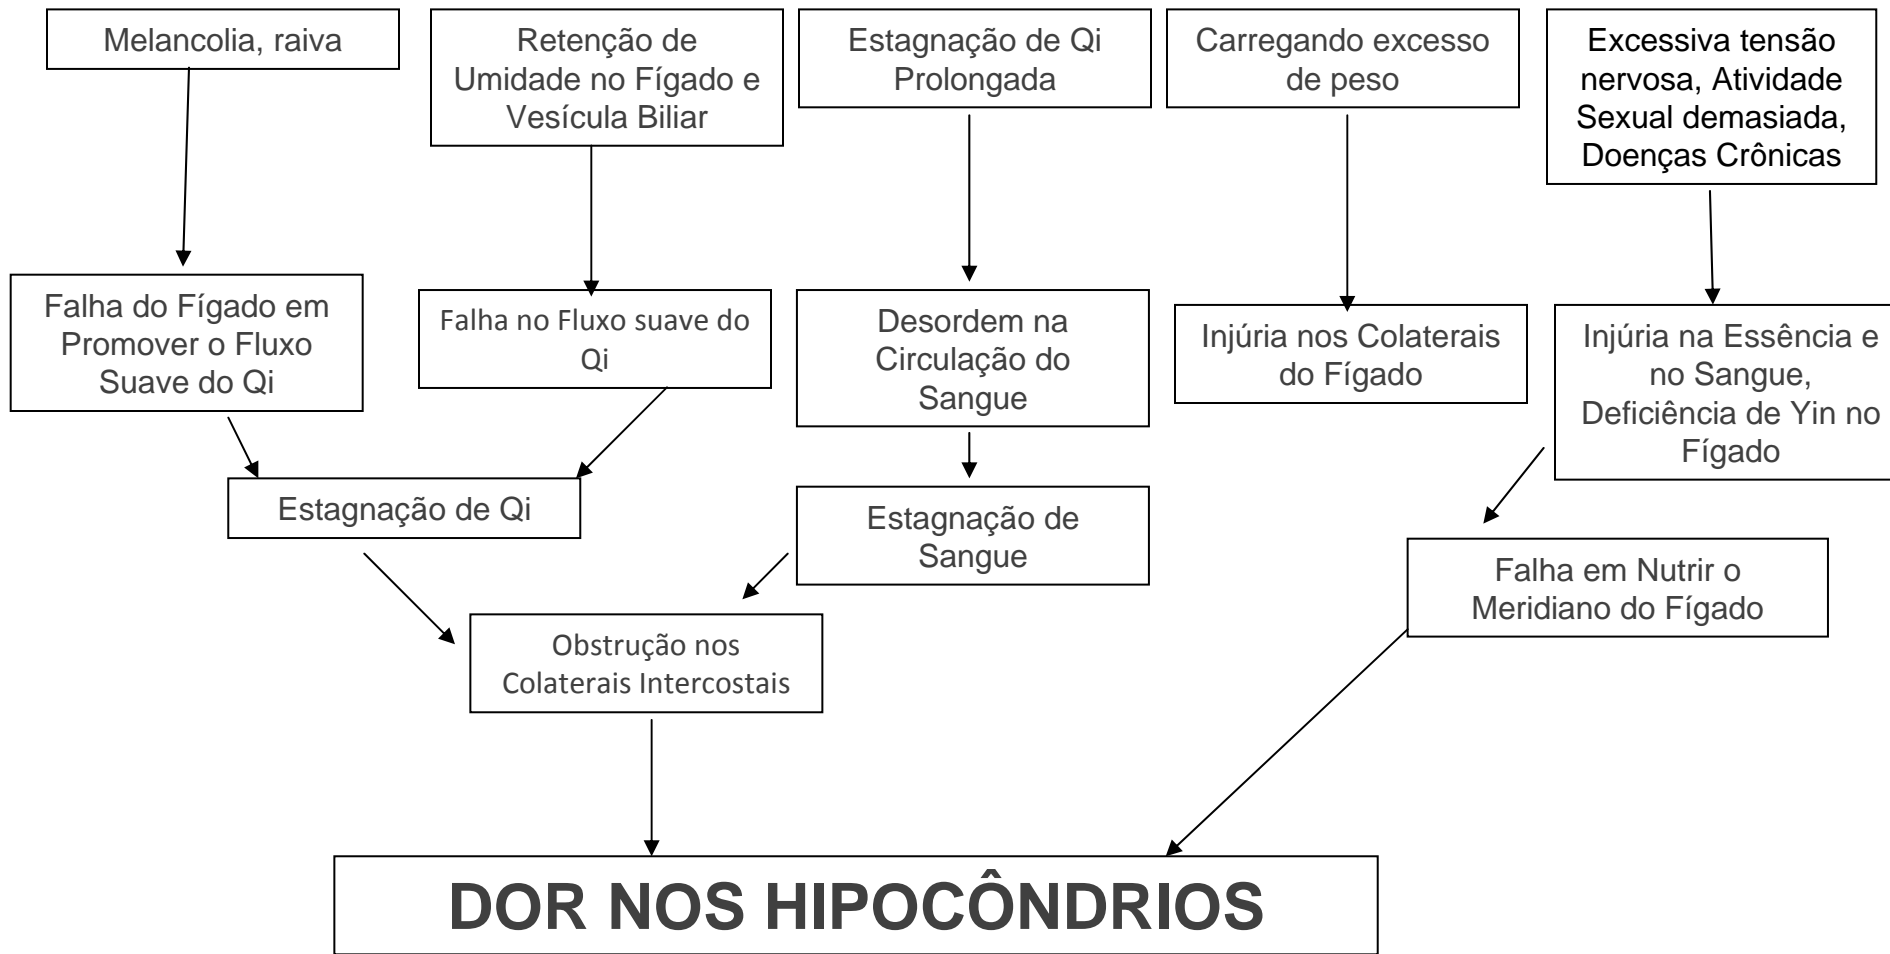 Melancolia, raiva
Retenção de
Umidade no Fígado e
Vesícula Biliar
Estagnação de Qi
Prolongada
Carregando excesso
de peso
Excessiva tensão
nervosa, Atividade
Sexual demasiada,
Doenças Crônicas
Falha do Fígado em
Promover o Fluxo
Suave do Qi
Falha no Fluxo suave do
Qi
Desordem na
Circulação do
Sangue
Injúria nos Colaterais
do Fígado
Injúria na Essência e
no Sangue,
Deficiência de Yin no
Fígado
Estagnação de Qi
Estagnação de
Sangue
Falha em Nutrir o
Meridiano do Fígado
Obstrução nos
Colaterais Intercostais
DOR NOS HIPOCÔNDRIOS